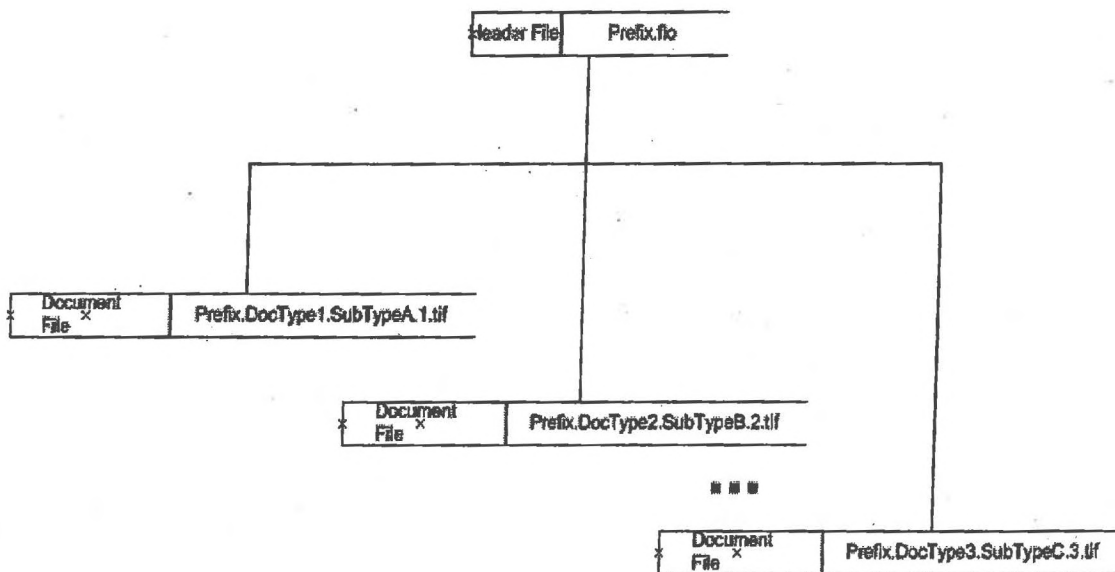 Header File Prefix.flo
Document
File
Prefix.DocType1.SubTypeA.1.tif
Document
File
Prefix.DocType2.SubTypeB.2.tif
Document
File
Prefix.DocType3.SubTypeC.3.tif